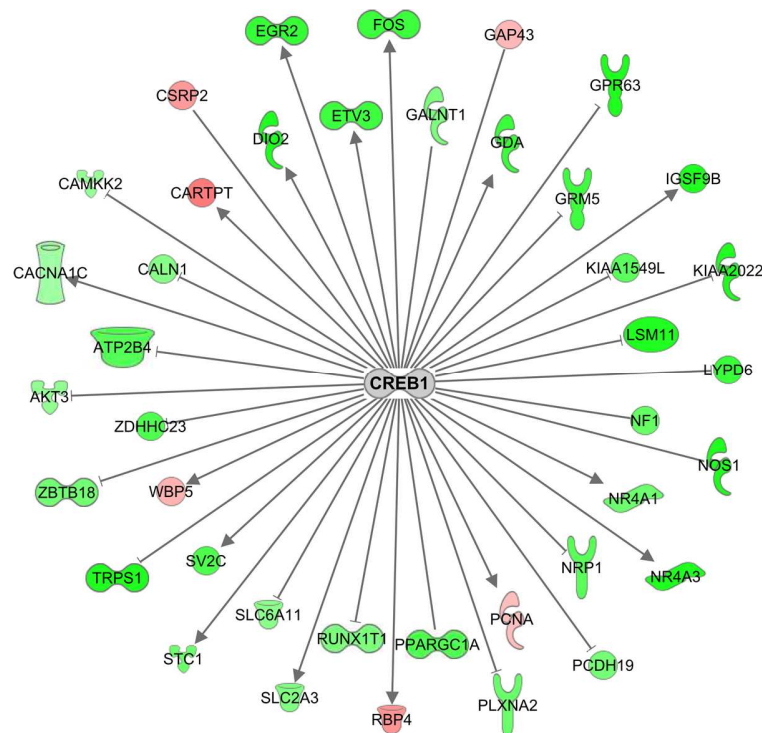 EGR2
FOS
GAP43
GPR63
CSRP2
ETV3
GALNT1
DIO2
GDA
CAMKK2
CARTPT
GRM5
IGSF9B
CACNA1C
CALN1
KIAA1549L
KIAA2022
ATP2B4
LSM11
AKT3
CREB1
LYPD6
ZDHHC23
NF1
ZBTB18
WBP5
NR4A1
NOS1
TRPS1
SV2C
NRP1
NR4A3
SLC6A11
RUNX1T1
PPARGC1A
PCNA
STC1
PCDH19
SLC2A3
RBP4
PLXNA2